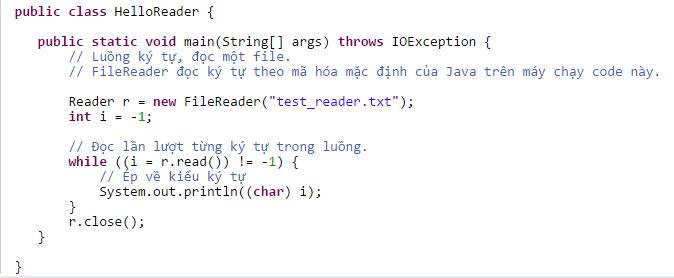 public class HelloReader {
public static void main(String[] args) throws IOException {
// Luồng ký tự, đọc một file.
// FileReader đọc ký tự theo mã hóa mặc định của Java trên máy chạy code này.
Reader r = new FileReader("test_reader.txt");
int i = -1;
// Đọc lần lượt từng ký tự trong luồng.
while ((i = r.read()) != -1) {
// Ép về kiểu ký tự
System.out.println((char) i);
}
r.close();
}
}